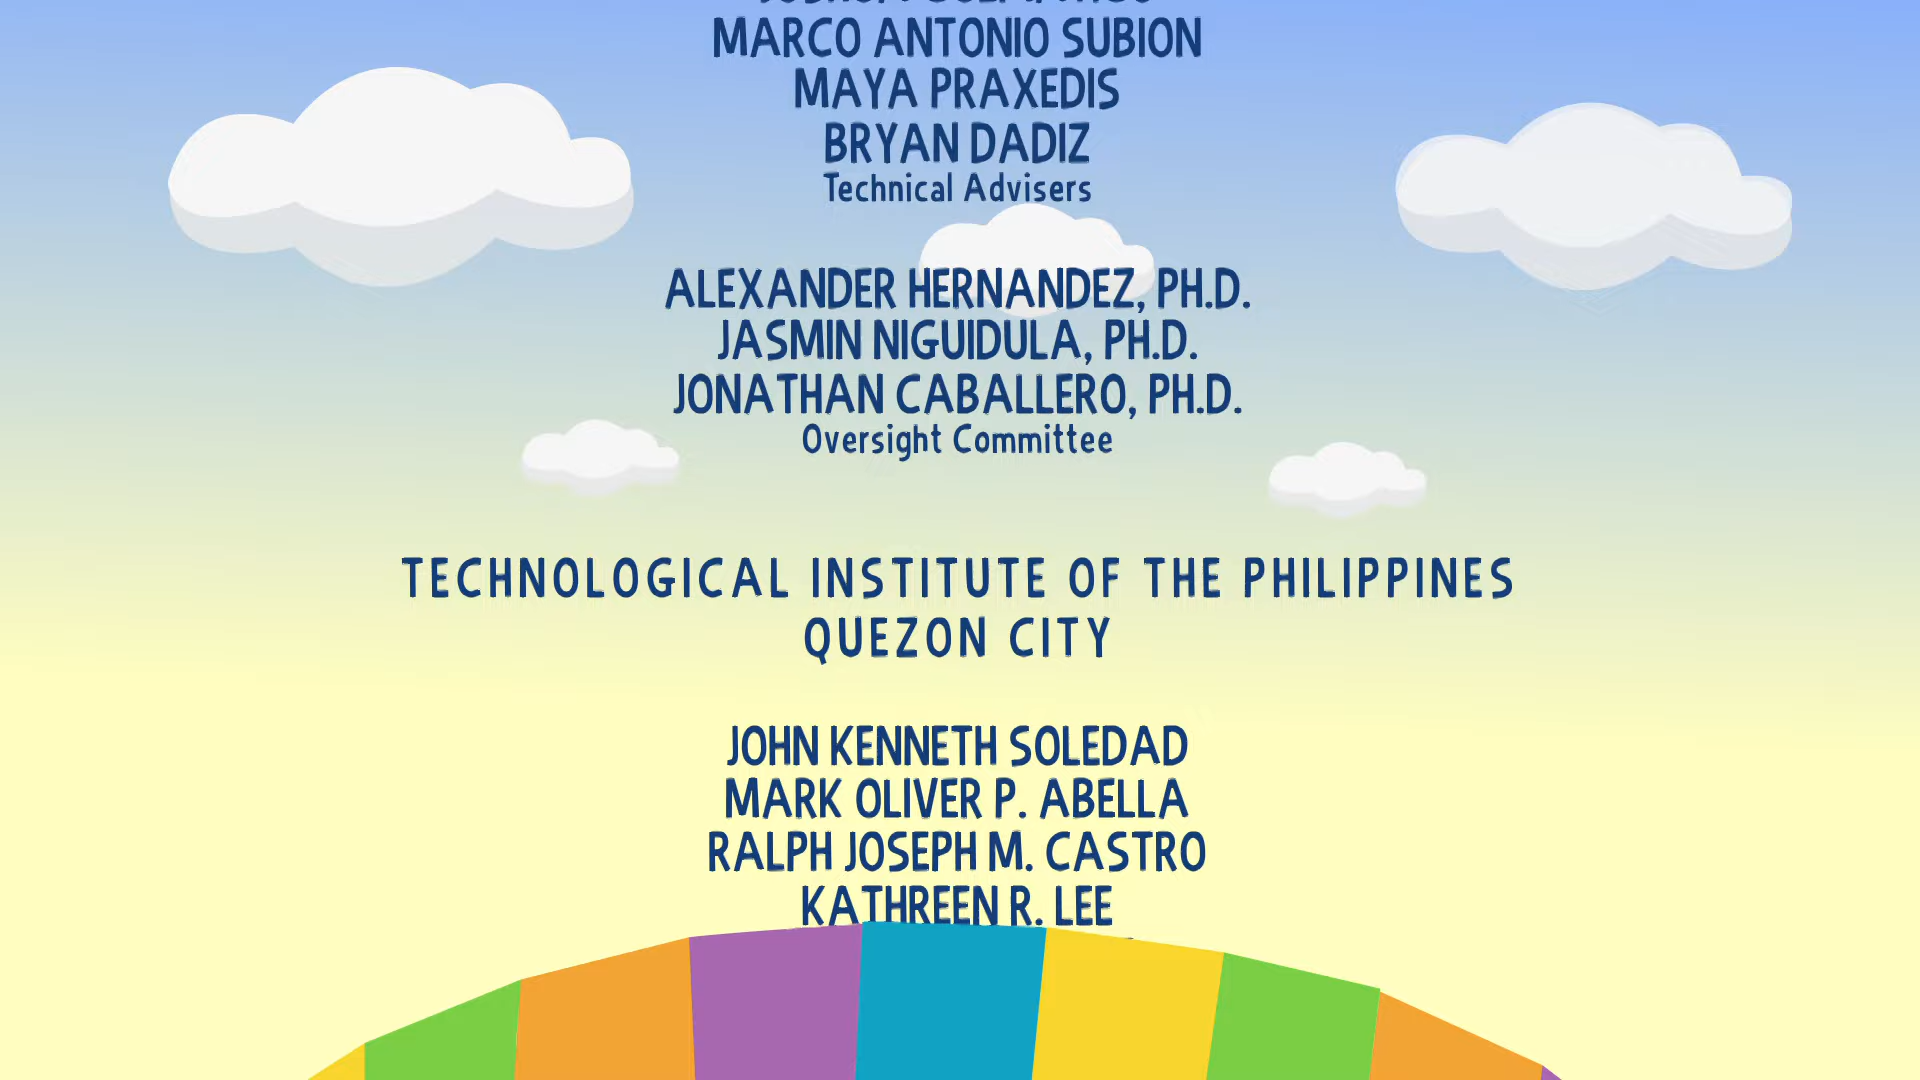 MARCO ANTONIO SUBION
MAYA PRAXEDIS
BRYAN DADIZ
Technical Advisers
ALEXANDER HERNANDEZ, PH.D.
JASMIN NIGUIDULA, PH.D.
JONATHAN CABALLERO, PH.D.
Oversight Committee
TECHNOLOGICAL INSTITUTE OF THE PHILIPPINES
QUEZON CITY
JOHN KENNETH SOLEDAD
MARK OLIVER P. ABELLA
RALPH JOSEPH M. CASTRO
KATHREEN R. LEE